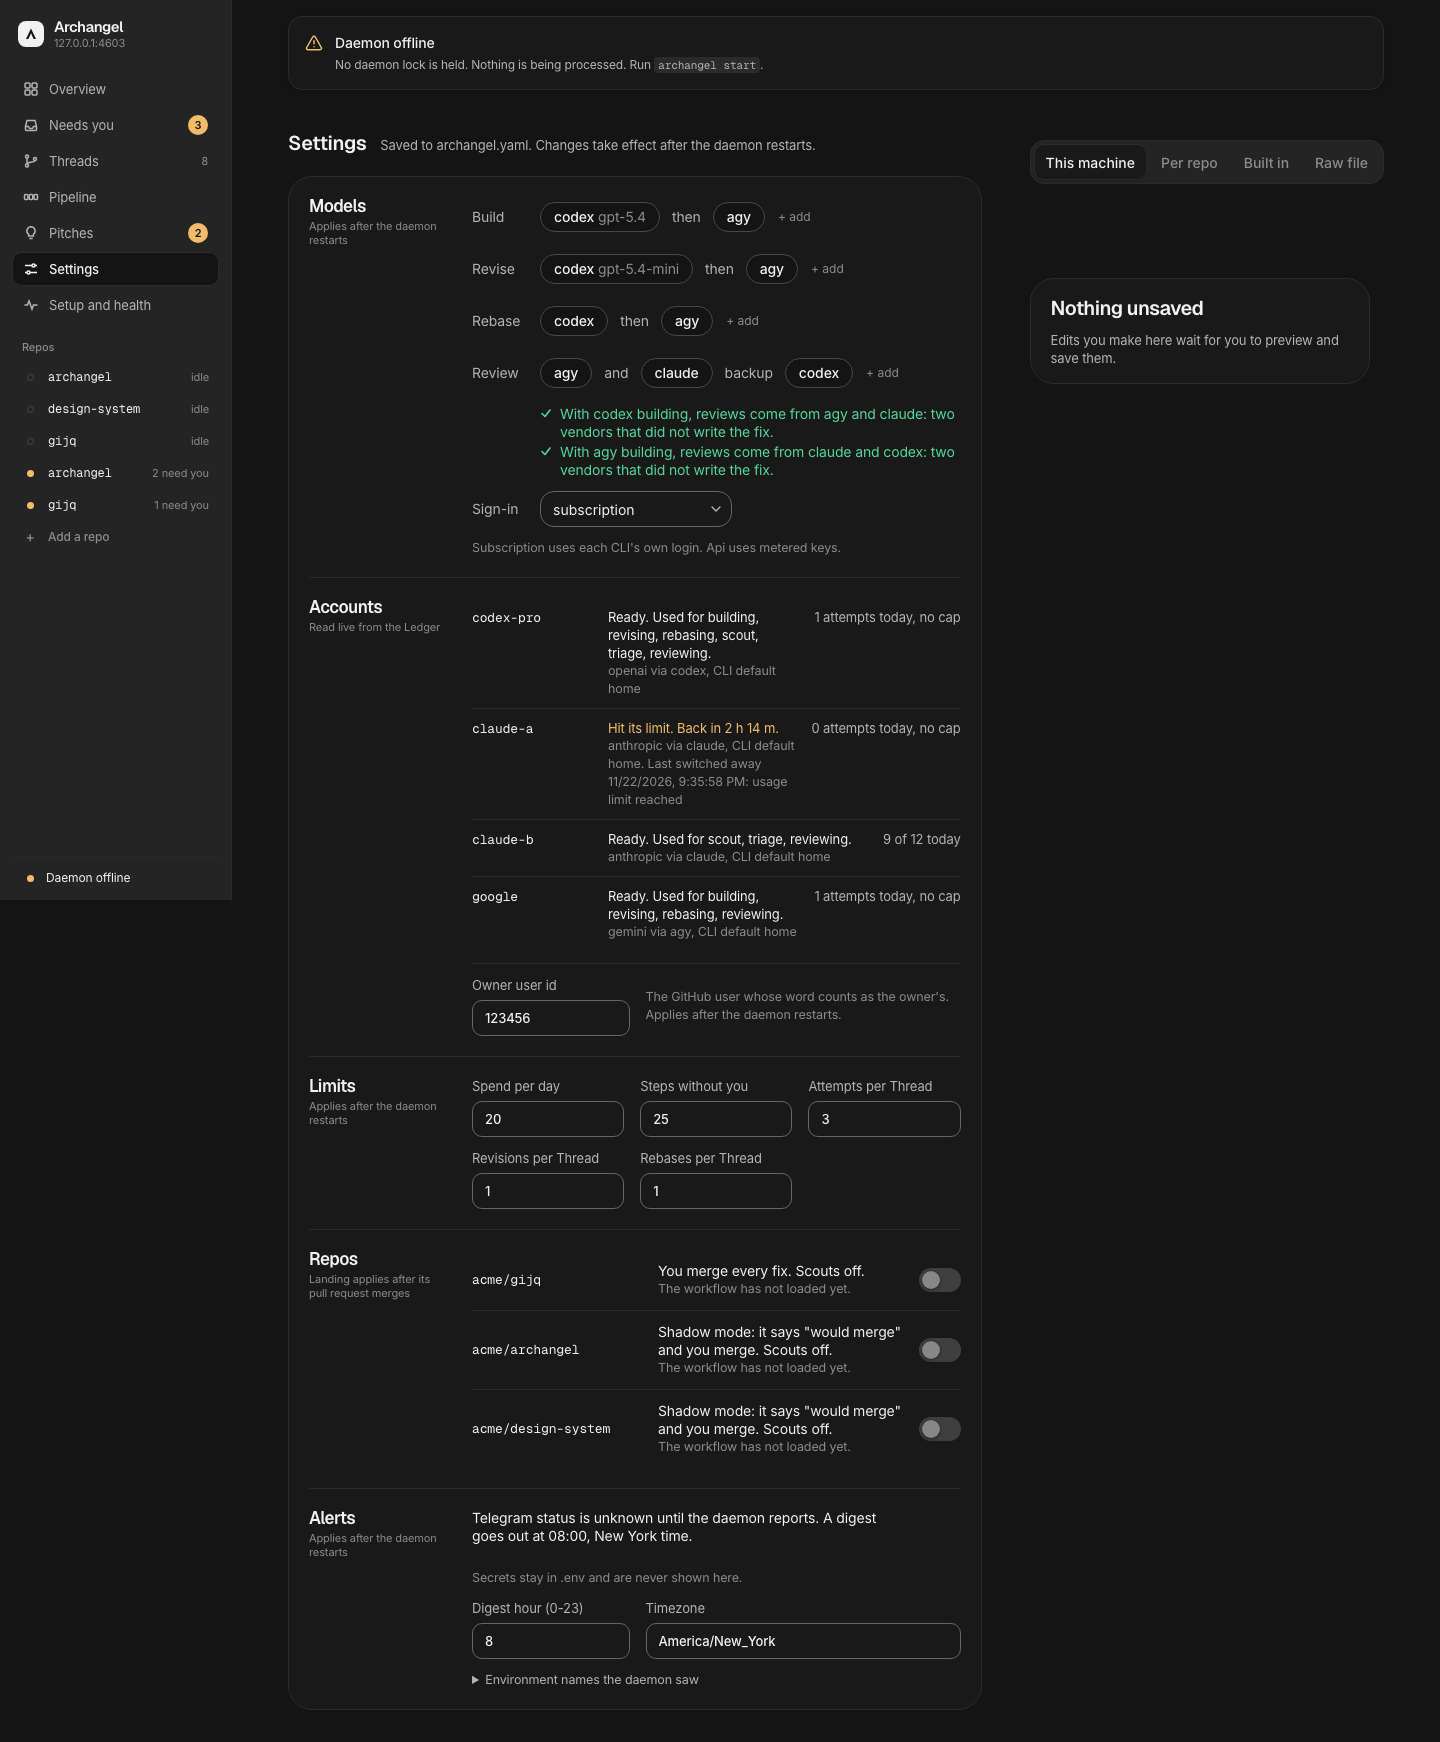 Archangel
127.0.0.1:4603
Overview
Needs you 3
Threads 8
Pipeline
Pitches 2
Settings
Setup and health
Repos
archangel idle
design-system idle
gijq idle
archangel 2 need you
gijq 1 need you
+ Add a repo
Daemon offline
Daemon offline
No daemon lock is held. Nothing is being processed. Run archangel start.
Settings Saved to archangel.yaml. Changes take effect after the daemon restarts.
This machine Per repo Built in Raw file
Models
Applies after the daemon
restarts
Build codex gpt-5.4 then agy + add
Revise codex gpt-5.4-mini then agy + add
Rebase codex then agy + add
Review agy and claude backup codex + add
With codex building, reviews come from agy and claude: two
vendors that did not write the fix.
With agy building, reviews come from claude and codex: two
vendors that did not write the fix.
Sign-in subscription
Subscription uses each CLI's own login. Api uses metered keys.
Accounts
Read live from the Ledger
codex-pro Ready. Used for building, 1 attempts today, no cap
revising, rebasing, scout,
triage, reviewing.
openai via codex, CLI default
home
claude-a Hit its limit. Back in 2 h 14 m. 0 attempts today, no cap
anthropic via claude, CLI default
home. Last switched away
11/22/2026, 9:35:58 PM: usage
limit reached
claude-b Ready. Used for scout, triage, reviewing. 9 of 12 today
anthropic via claude, CLI default home
google Ready. Used for building, 1 attempts today, no cap
revising, rebasing, reviewing.
gemini via agy, CLI default home
Owner user id
123456
The GitHub user whose word counts as the owner's.
Applies after the daemon restarts.
Limits
Applies after the daemon
restarts
Spend per day Steps without you Attempts per Thread
20 25 3
Revisions per Thread Rebases per Thread
1 1
Repos
Landing applies after its
pull request merges
acme/gijq You merge every fix. Scouts off.
The workflow has not loaded yet.
acme/archangel Shadow mode: it says "would merge"
and you merge. Scouts off.
The workflow has not loaded yet.
acme/design-system Shadow mode: it says "would merge"
and you merge. Scouts off.
The workflow has not loaded yet.
Alerts
Applies after the daemon
restarts
Telegram status is unknown until the daemon reports. A digest
goes out at 08:00, New York time.
Secrets stay in .env and are never shown here.
Digest hour (0-23) Timezone
8 America/New_York
Environment names the daemon saw
Nothing unsaved
Edits you make here wait for you to preview and
save them.